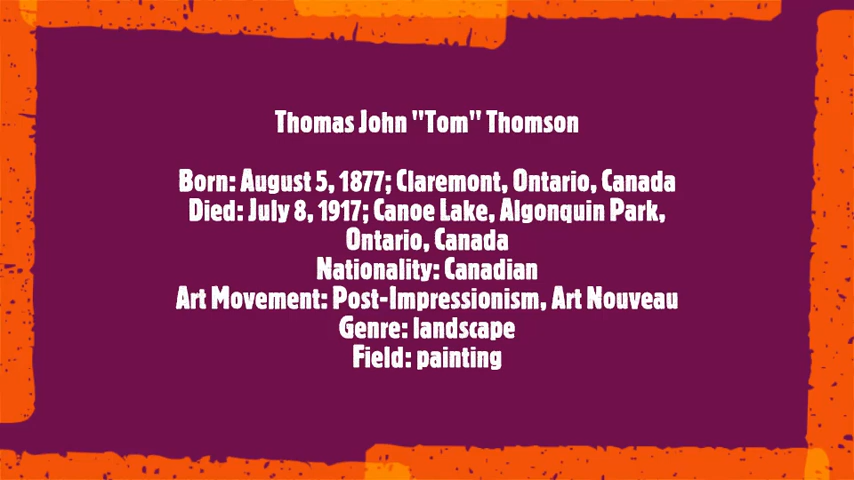 Thomas John "Tom" Thomson
Born: August 5, 1877; Claremont, Ontario, Canada
Died: July 8, 1917; Canoe Lake, Algonquin Park,
Ontario, Canada
Nationality: Canadian
Art Movement: Post-Impressionism, Art Nouveau
Genre: landscape
Field: painting